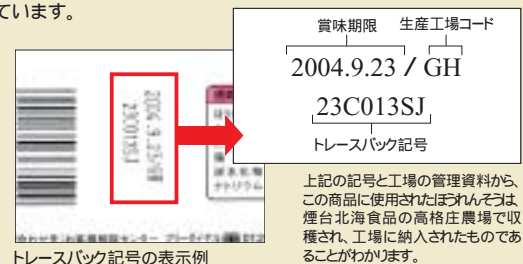 ています。
賞味期限 生産工場コード
2004.9.23 / GH
23C013SJ
トレースバック記号
2004.9.23/GH
23C013SJ
上記の記号と工場の管理資料から、
この商品に使用されたほうれんそうは、
煙台北海食品の高格庄農場で収
穫され、工場に納入されたものであ
ることがわかります。
トレースバック記号の表示例